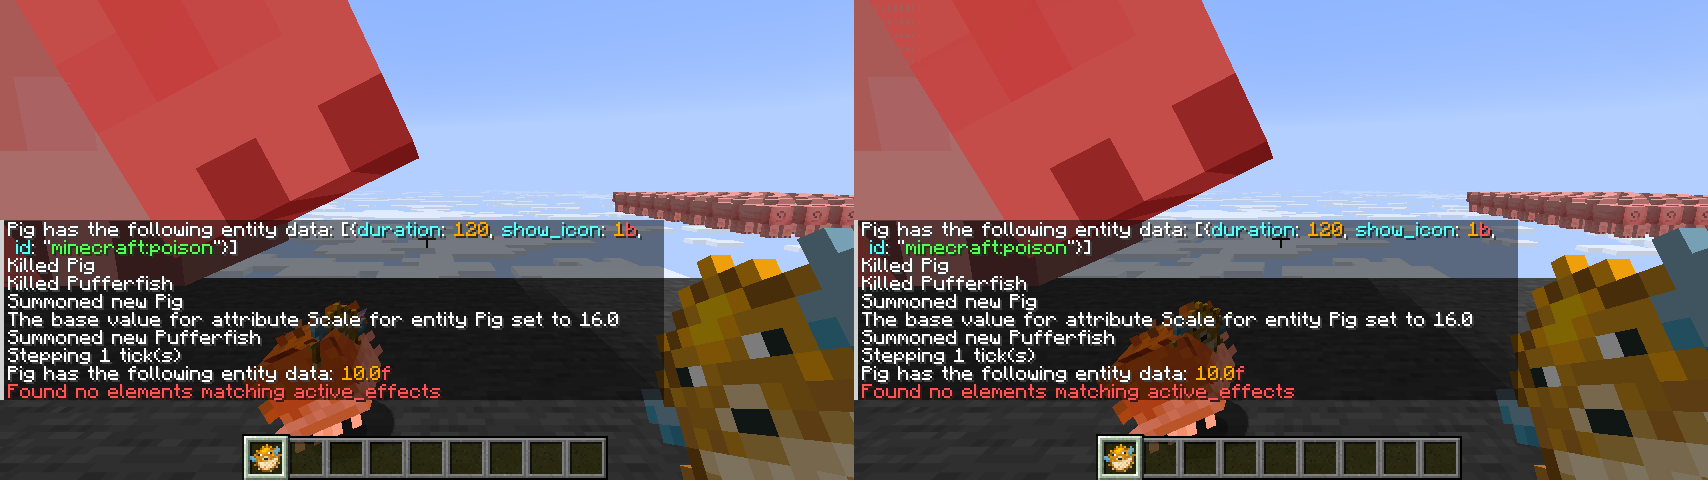 Pig has the following entity data: [{duration: 120, show_icon: 1b,
id: "minecraft:poison"}]
Killed Pig
Killed Pufferfish
Summoned new Pig
The base value for attribute Scale for entity Pig set to 16.0
Summoned new Pufferfish
Stepping 1 tick(s)
Pig has the following entity data: 10.0f
Found no elements matching active_effects
Pig has the following entity data: [{duration: 120, show_icon: 1b,
id: "minecraft:poison"}]
Killed Pig
Killed Pufferfish
Summoned new Pig
The base value for attribute Scale for entity Pig set to 16.0
Summoned new Pufferfish
Stepping 1 tick(s)
Pig has the following entity data: 10.0f
Found no elements matching active_effects